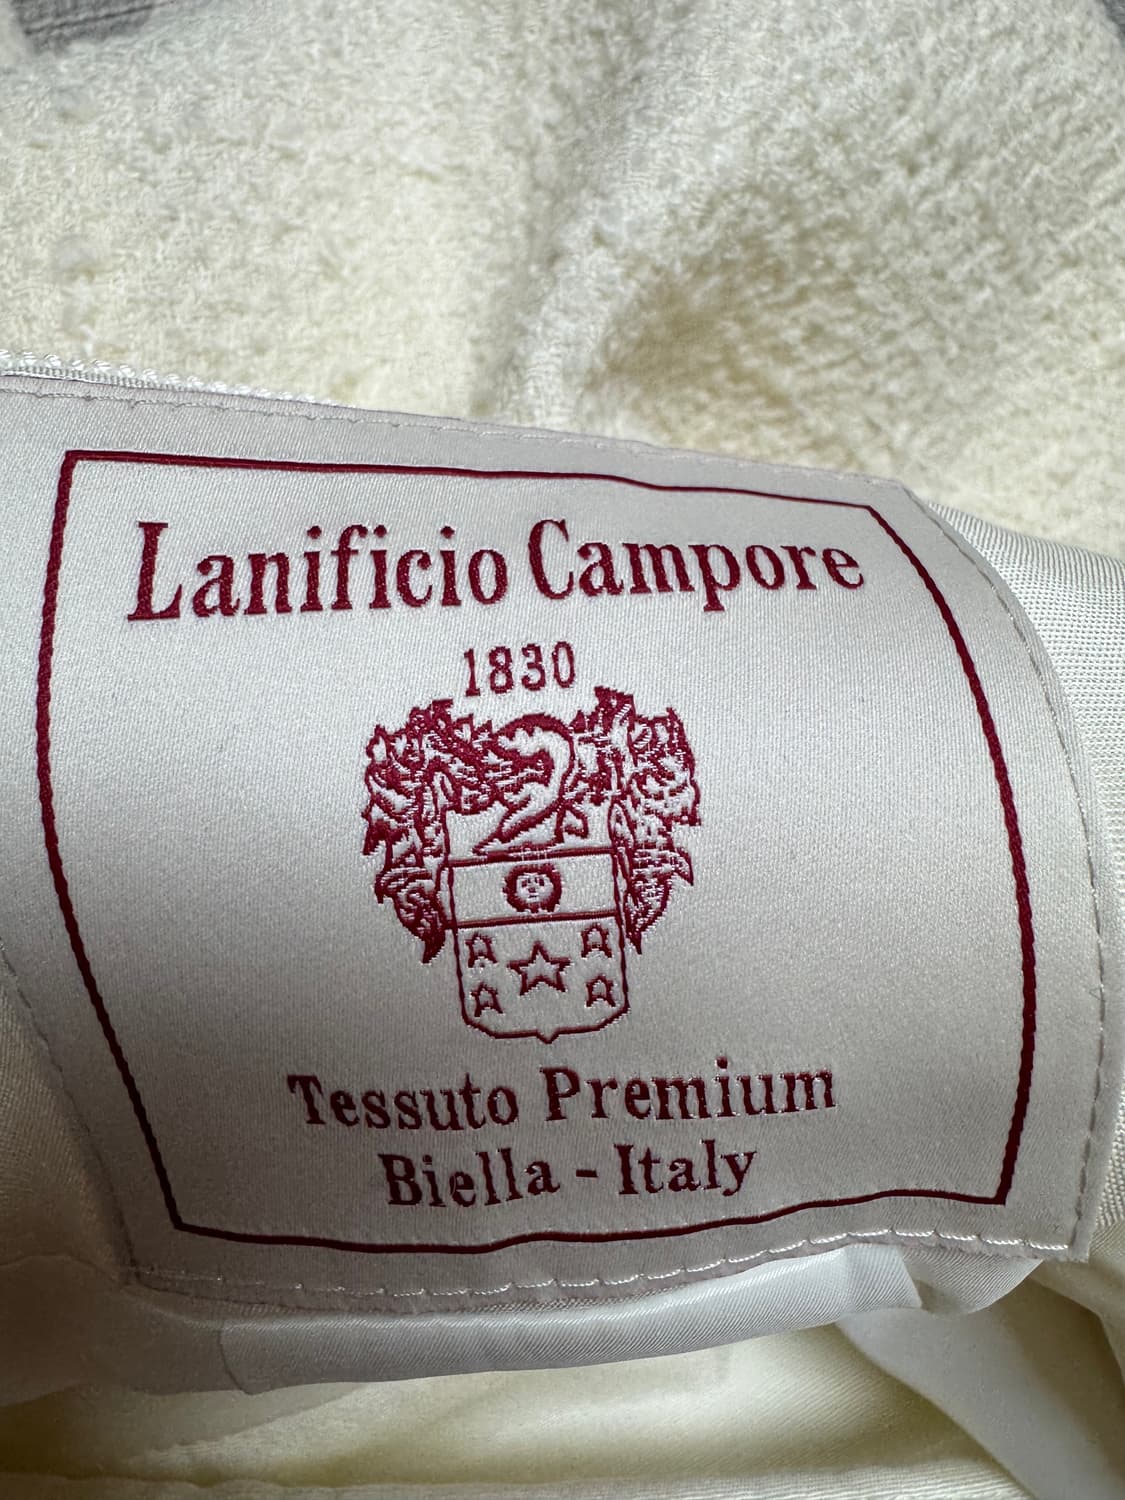 Lanificio Campore
1830
Tessuto Premium
Biella - Italy